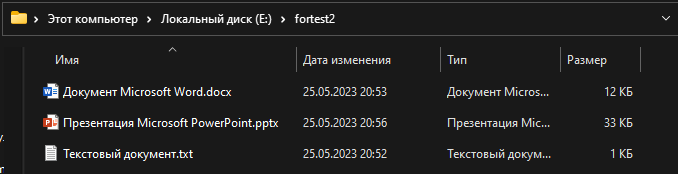 Этот компьютер > Локальный диск (E:) > fortest2
Имя Дата изменения Тип Размер
Документ Microsoft Word.docx 25.05.2023 20:53 Документ Micros... 12 КБ
Презентация Microsoft PowerPoint.pptx 25.05.2023 20:56 Презентация Mic... 33 КБ
Текстовый документ.txt 25.05.2023 20:52 Текстовый докум... 1 КБ